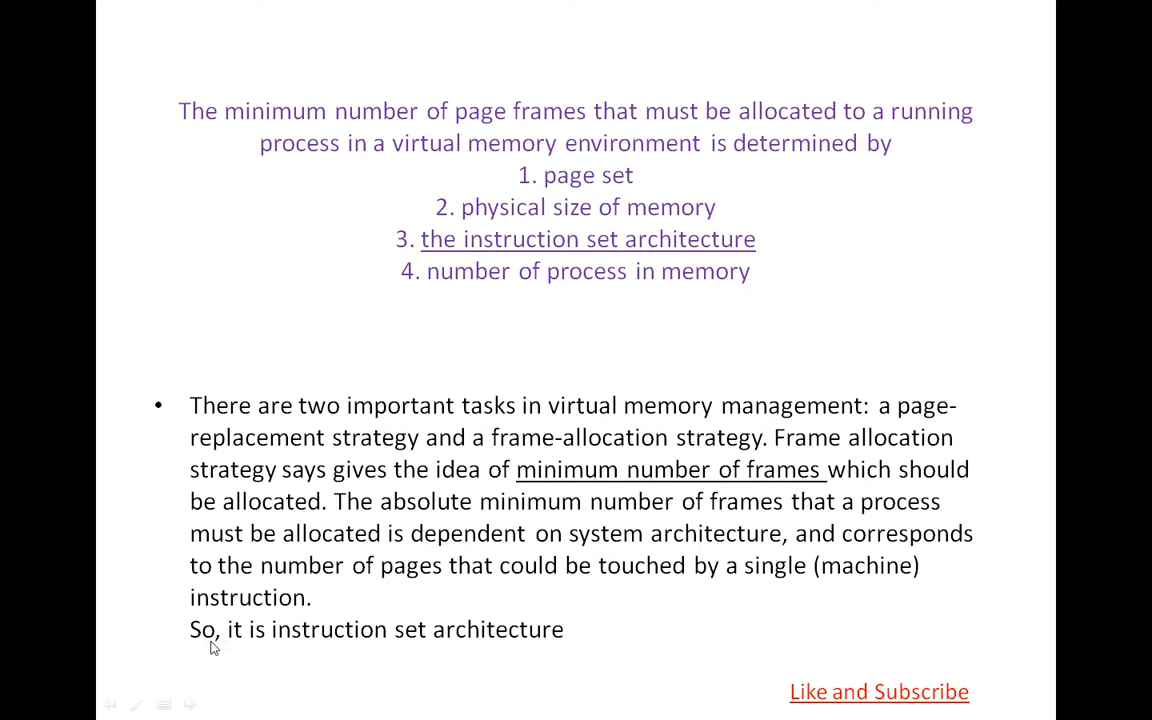 The minimum number of page frames that must be allocated to a running
process in a virtual memory environment is determined by
1. page set
2. physical size of memory
3. the instruction set architecture
4. number of process in memory
• There are two important tasks in virtual memory management: a page-
replacement strategy and a frame-allocation strategy. Frame allocation
strategy says gives the idea of minimum number of frames which should
be allocated. The absolute minimum number of frames that a process
must be allocated is dependent on system architecture, and corresponds
to the number of pages that could be touched by a single (machine)
instruction.
So, it is instruction set architecture
Like and Subscribe